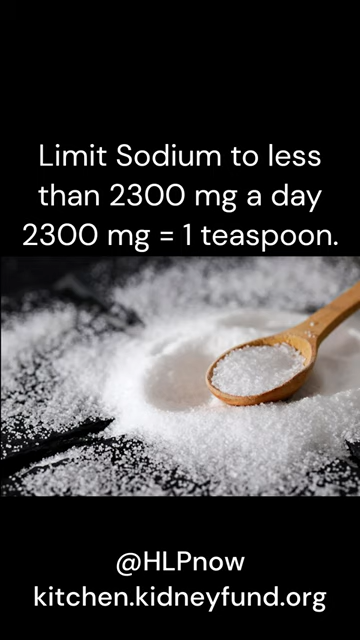 Limit Sodium to less
than 2300 mg a day
2300 mg = 1 teaspoon.
@HLPnow
kitchen.kidneyfund.org